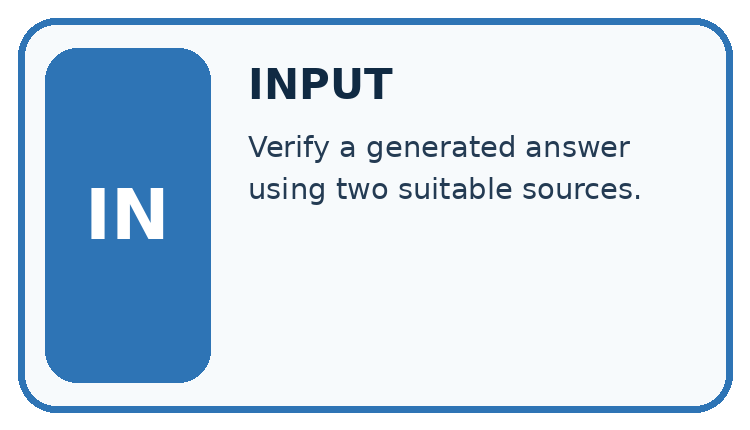 IN
INPUT
Verify a generated answer
using two suitable sources.